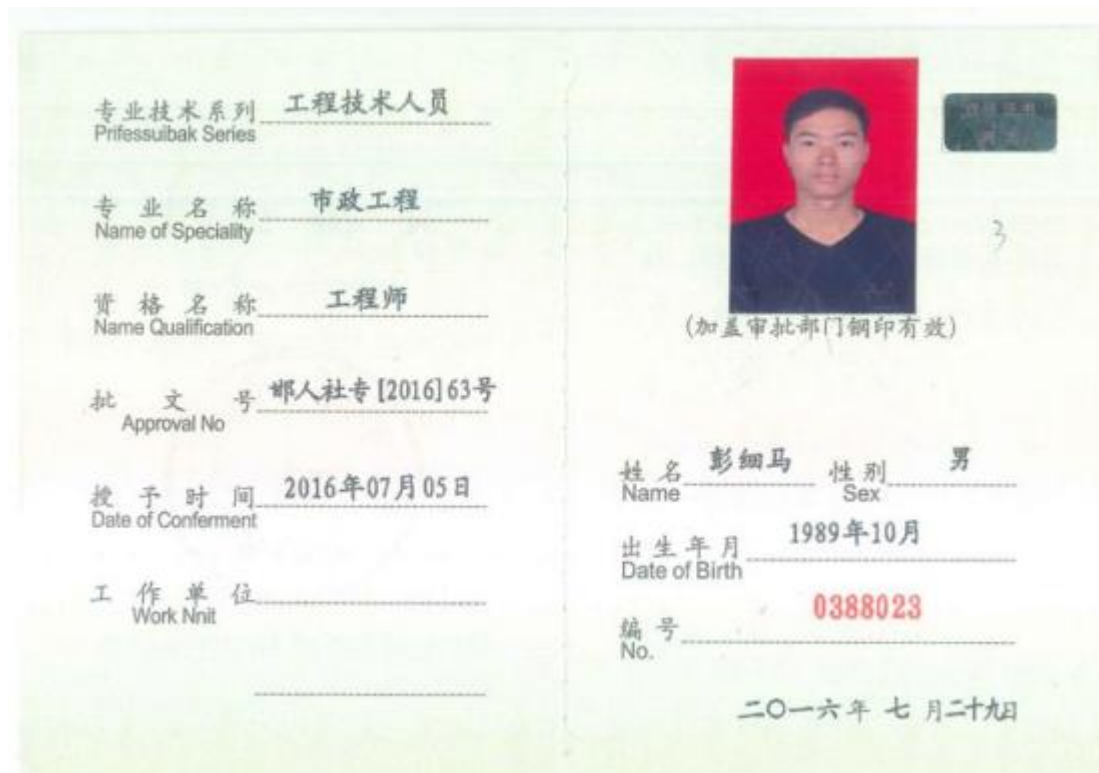 专业技术系列 工程技术人员
Prifessuibak Series
专业名称 市政工程
Name of Speciality
资格名称 工程师
Name Qualification
批文号 邯人社专[2016]63号
Approval No
授予时间 2016年07月05日
Date of Conferment
工作单位
Work Nnit
3
(加盖审批部门钢印有效)
姓名 彭细马 性别 男
Name Sex
出生年月 1989年10月
Date of Birth
0388023
编号
No.
二〇一六年 七 月二十九日